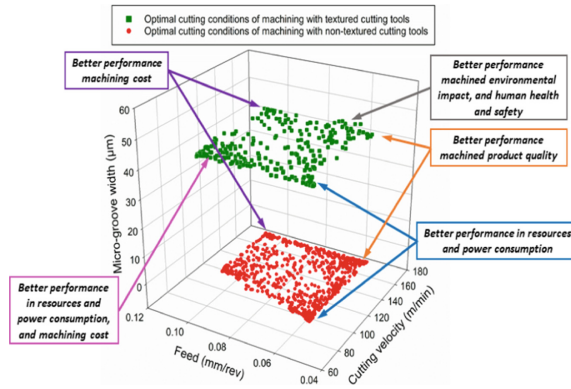 Optimal cutting conditions of machining with textured cutting tools
Optimal cutting conditions of machining with non-textured cutting tools
Better performance
machining cost
Better performance
machined environmental
impact, and human health
and safety
Better performance
machined product quality
Better performance in resources
and power consumption
Better performance
in resources and
power consumption,
and machining cost
Micro-groove width (µm)
60
50
40
30
20
10
0
0.12
0.10
0.08
0.06
0.04
Feed (mm/rev)
60
80
100
120
140
160
180
Cutting velocity (m/min)